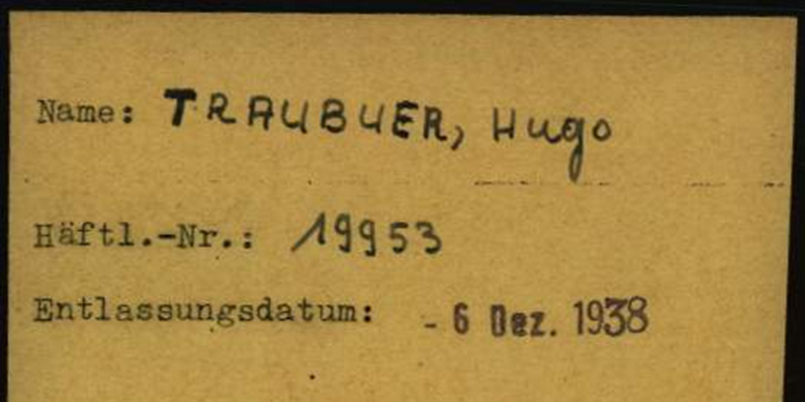 Name: TRAUBUER, Hugo
Häftl.-Nr.: 19953
Entlassungsdatum: - 6 Dez. 1938